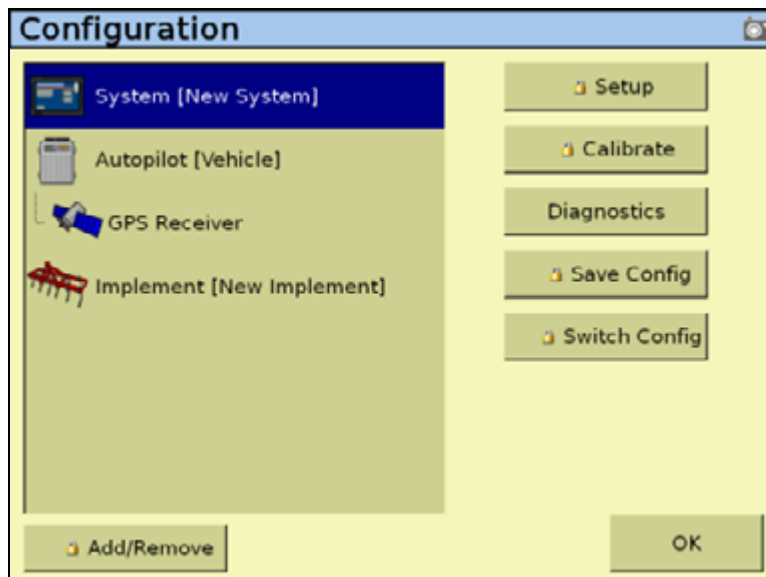 Configuration
System [New System]
Autopilot [Vehicle]
GPS Receiver
Implement [New Implement]
Setup
Calibrate
Diagnostics
Save Config
Switch Config
Add/Remove
OK